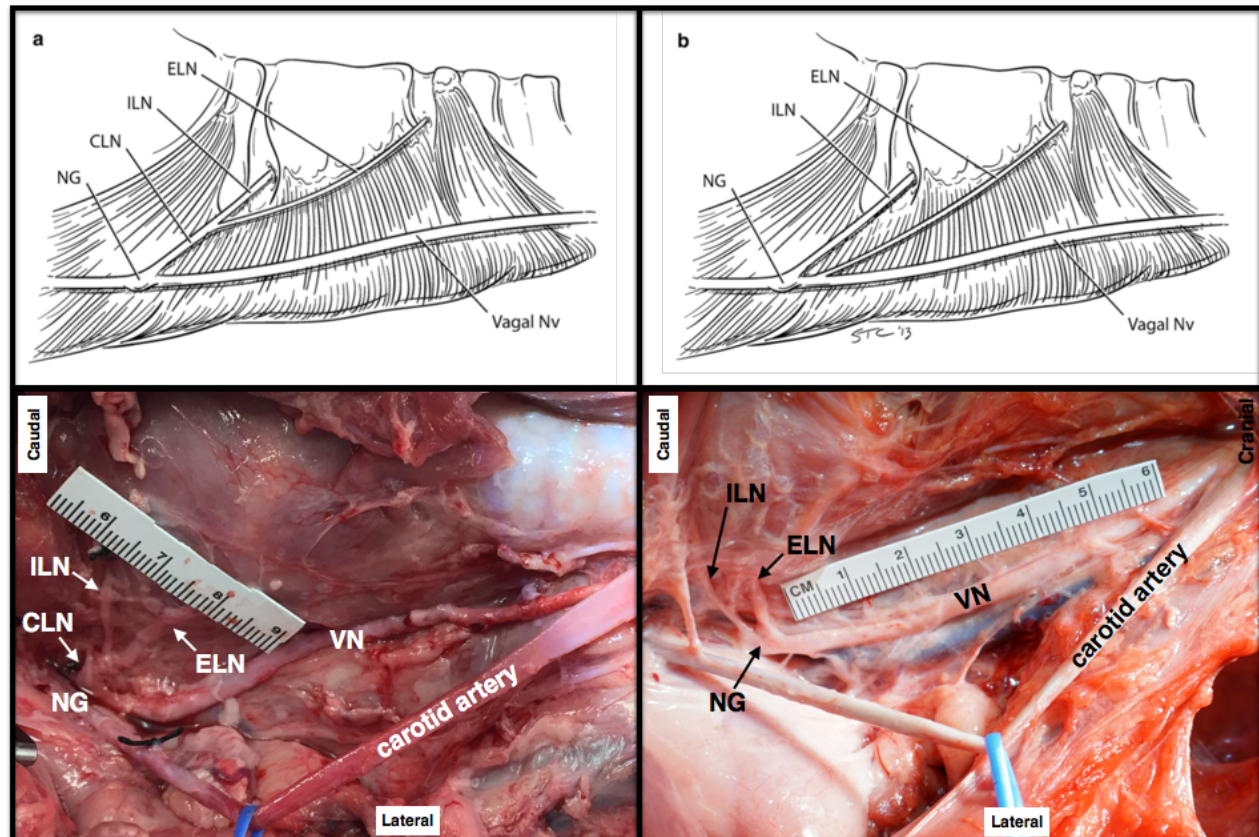 a
ELN
ILN
CLN
NG
Vagal Nv
b
ELN
ILN
NG
Vagal Nv
STC '13
Caudal
6
7
8
9
ILN
CLN
ELN
VN
NG
carotid artery
Lateral
Caudal
Cranial
ILN
ELN
CM 1 2 3 4 5 6
VN
NG
carotid artery
Lateral